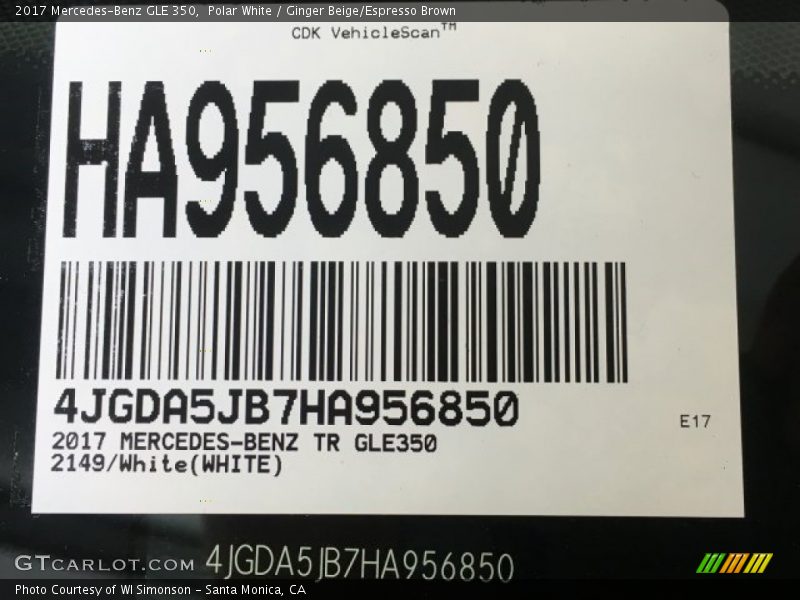 2017 Mercedes-Benz GLE 350,  Polar White / Ginger Beige/Espresso Brown
CDK VehicleScan™
HA956850
4JGDA5JB7HA956850
E17
2017 MERCEDES-BENZ TR GLE350
2149/White(WHITE)
GTCARLOT.COM
4JGDA5JB7HA956850
Photo Courtesy of WI Simonson - Santa Monica, CA